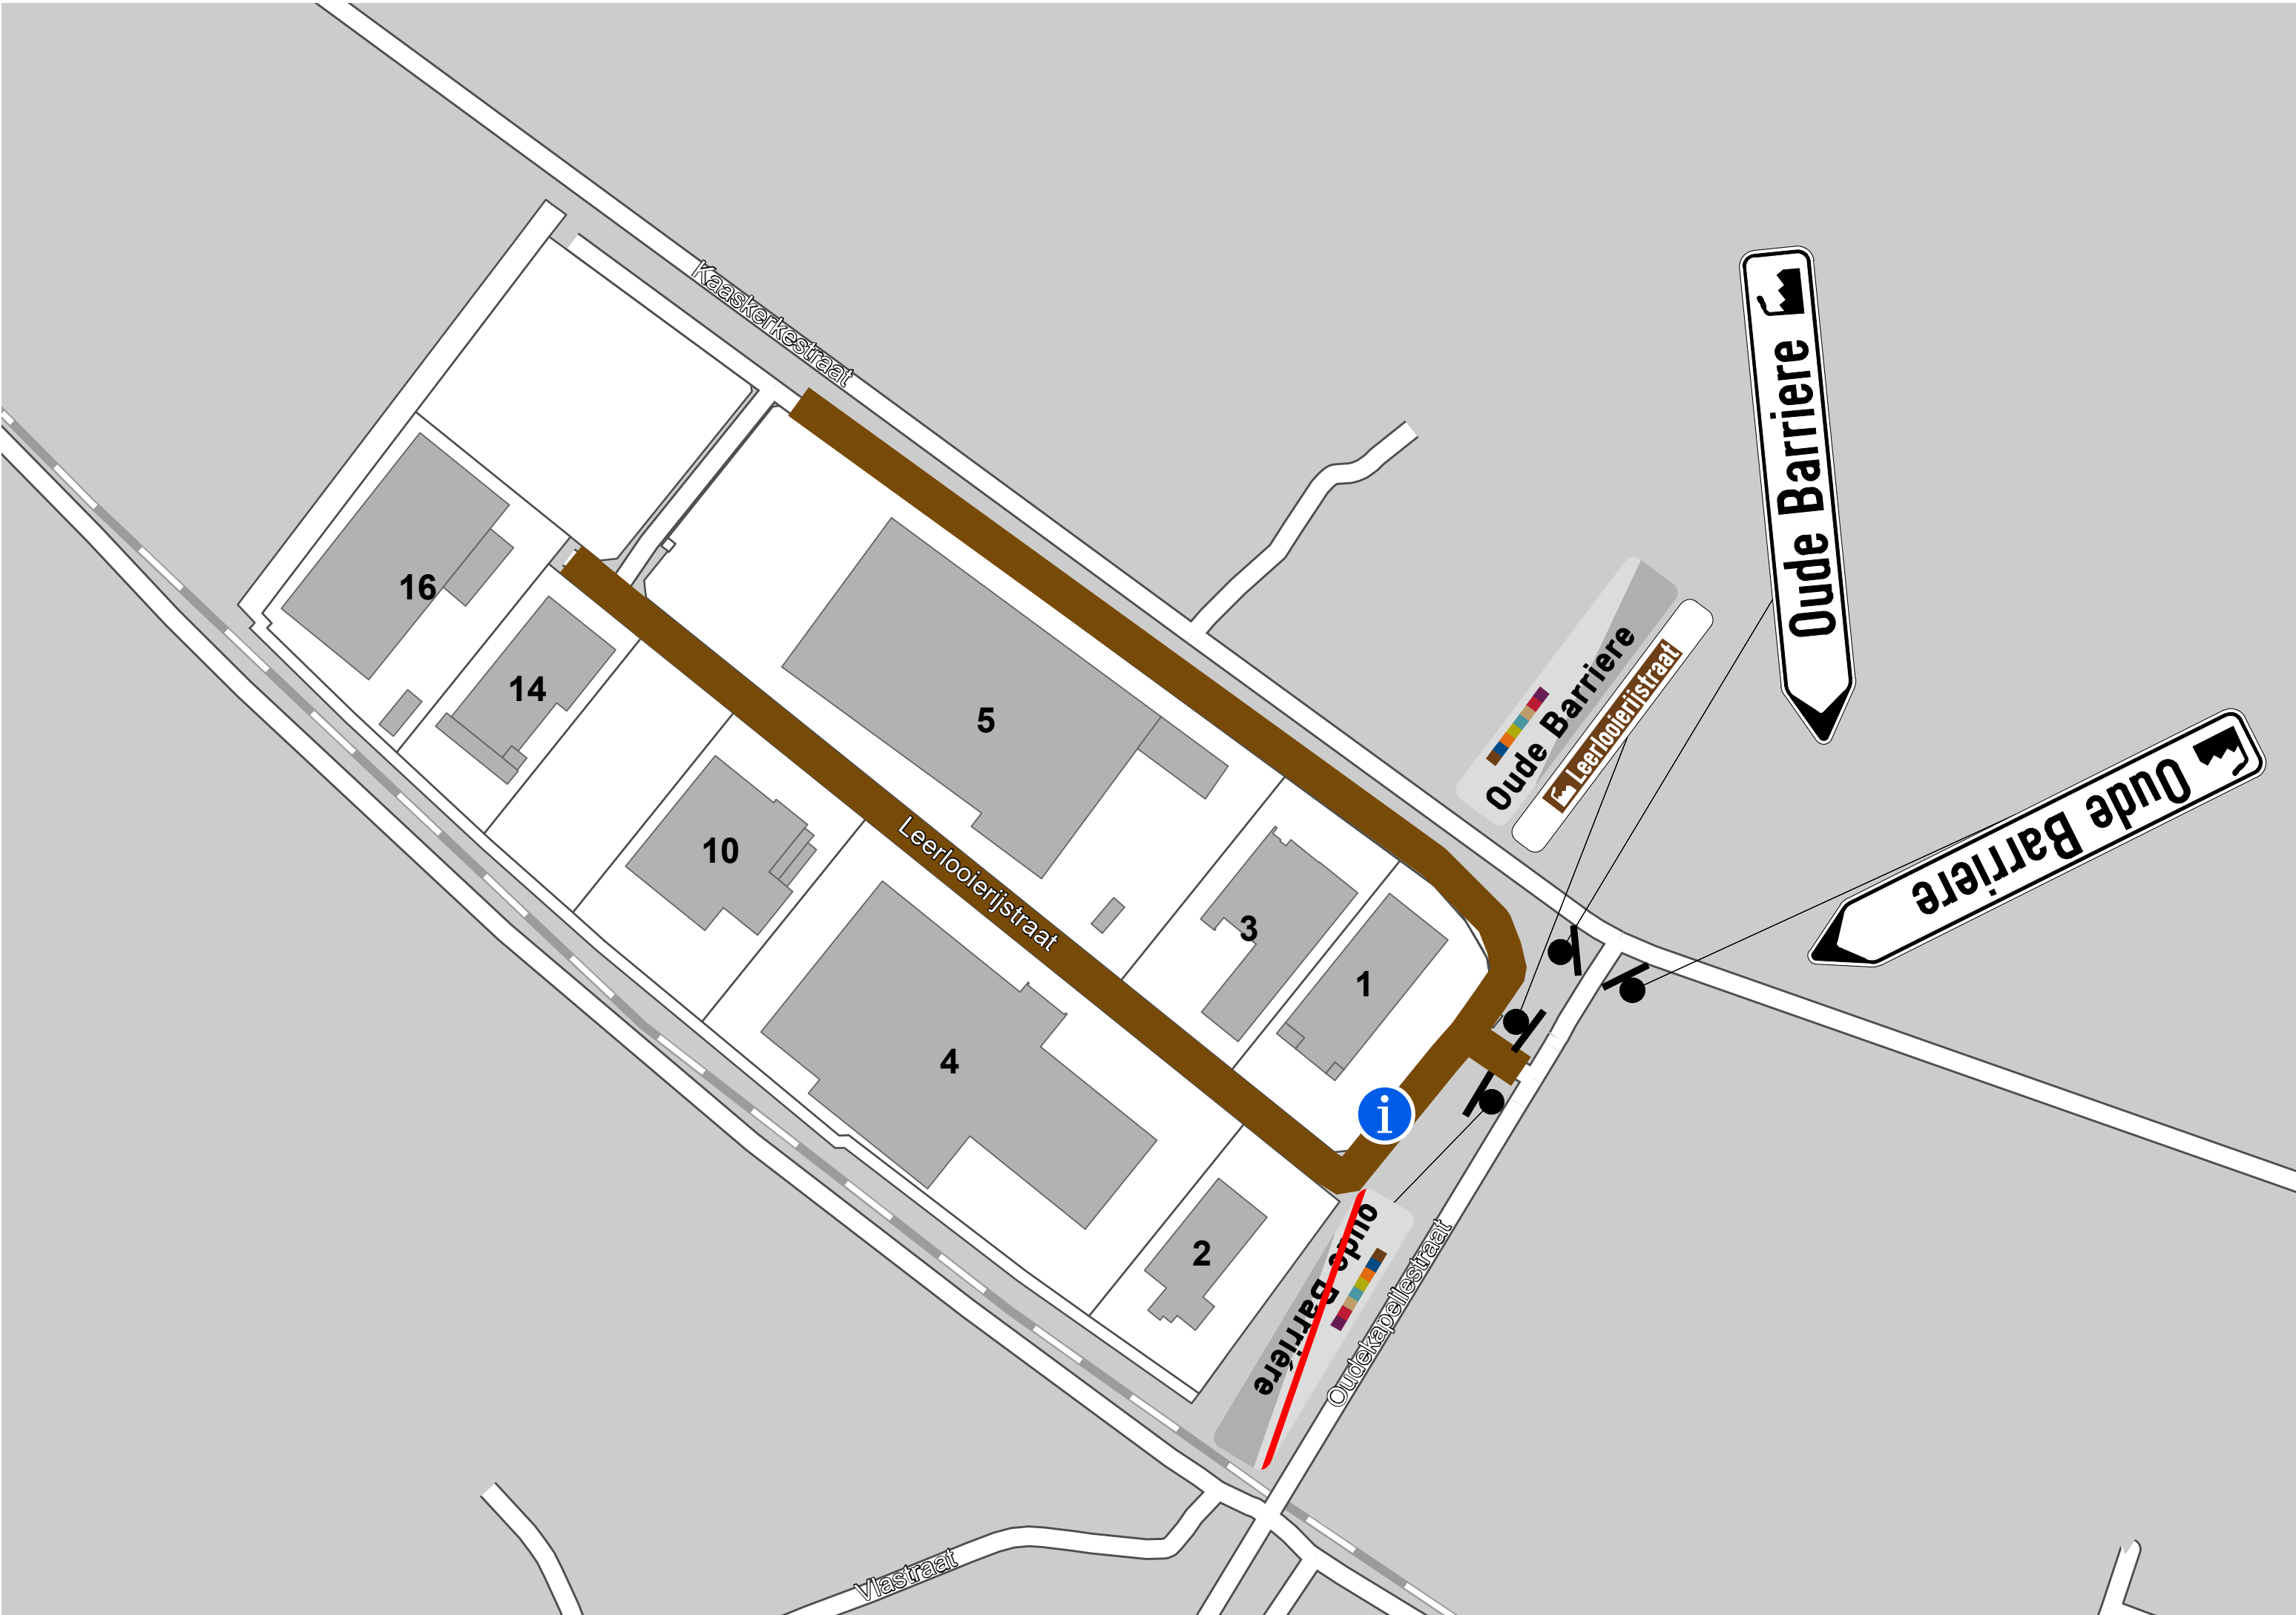 Kaaskerkestraat
Oude Barriere
Oude Barriere
Leerlooierijstraat
Oude Barriere
16
14
5
10
Leerlooierijstraat
3
1
4
i
2
oude Barriére
Oudekapellestraat
Vlastraat